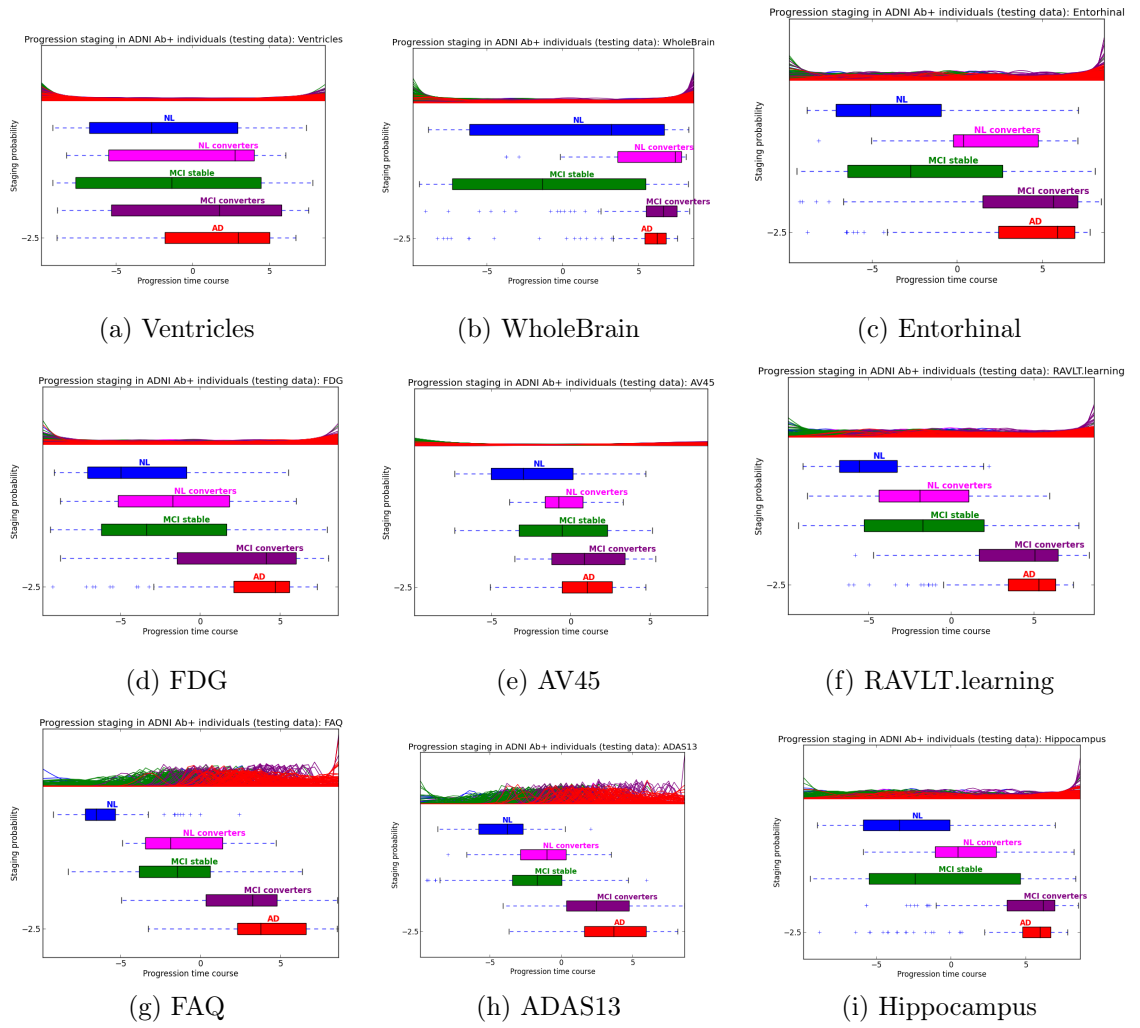 Progression staging in ADNI Ab+ individuals (testing data): Ventricles
Staging probability
NL
NL converters
MCI stable
MCI converters
AD
−2.5
−5 0 5
Progression time course
(a) Ventricles
Progression staging in ADNI Ab+ individuals (testing data): WholeBrain
Staging probability
NL
NL converters
MCI stable
MCI converters
AD
−2.5
−5 0 5
Progression time course
(b) WholeBrain
Progression staging in ADNI Ab+ individuals (testing data): Entorhinal
Staging probability
NL
NL converters
MCI stable
MCI converters
AD
−2.5
−5 0 5
Progression time course
(c) Entorhinal
Progression staging in ADNI Ab+ individuals (testing data): FDG
Staging probability
NL
NL converters
MCI stable
MCI converters
AD
−2.5
−5 0 5
Progression time course
(d) FDG
Progression staging in ADNI Ab+ individuals (testing data): AV45
Staging probability
NL
NL converters
MCI stable
MCI converters
AD
−2.5
−5 0 5
Progression time course
(e) AV45
Progression staging in ADNI Ab+ individuals (testing data): RAVLT.learning
Staging probability
NL
NL converters
MCI stable
MCI converters
AD
−2.5
−5 0 5
Progression time course
(f) RAVLT.learning
Progression staging in ADNI Ab+ individuals (testing data): FAQ
Staging probability
NL
NL converters
MCI stable
MCI converters
AD
−2.5
−5 0 5
Progression time course
(g) FAQ
Progression staging in ADNI Ab+ individuals (testing data): ADAS13
Staging probability
NL
NL converters
MCI stable
MCI converters
AD
−2.5
−5 0 5
Progression time course
(h) ADAS13
Progression staging in ADNI Ab+ individuals (testing data): Hippocampus
Staging probability
NL
NL converters
MCI stable
MCI converters
AD
−2.5
−5 0 5
Progression time course
(i) Hippocampus